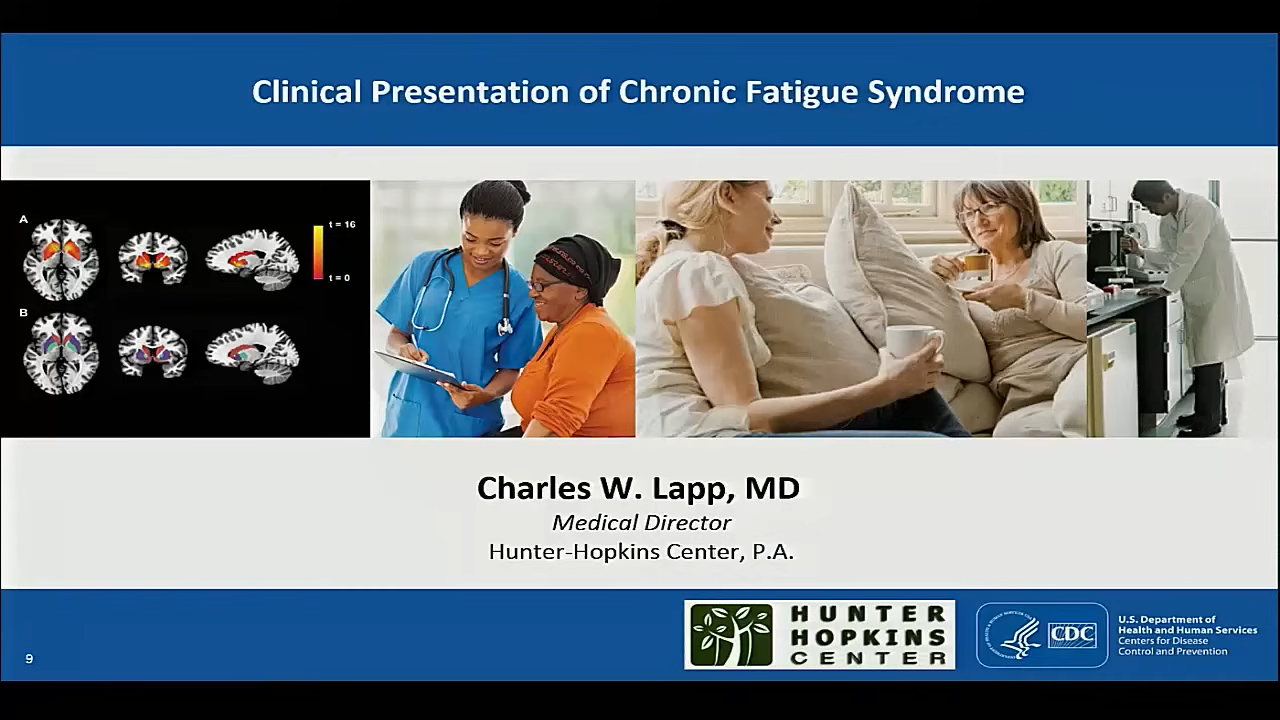 Clinical Presentation of Chronic Fatigue Syndrome
A
t = 16
t = 0
B
Charles W. Lapp, MD
Medical Director
Hunter-Hopkins Center, P.A.
HUNTER
HOPKINS
CENTER
CDC
U.S. Department of
Health and Human Services
Centers for Disease
Control and Prevention
9